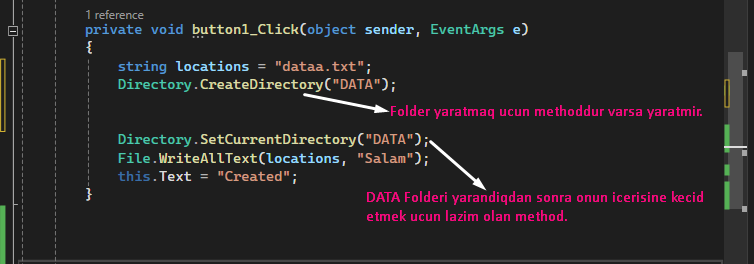 1 reference
private void button1_Click(object sender, EventArgs e)
{
string locations = "dataa.txt";
Directory.CreateDirectory("DATA");
Folder yaratmaq ucun methoddur varsa yaratmir.
Directory.SetCurrentDirectory("DATA");
File.WriteAllText(locations, "Salam");
this.Text = "Created";
}
DATA Folderi yarandiqdan sonra onun icerisine kecid
etmek ucun lazim olan method.